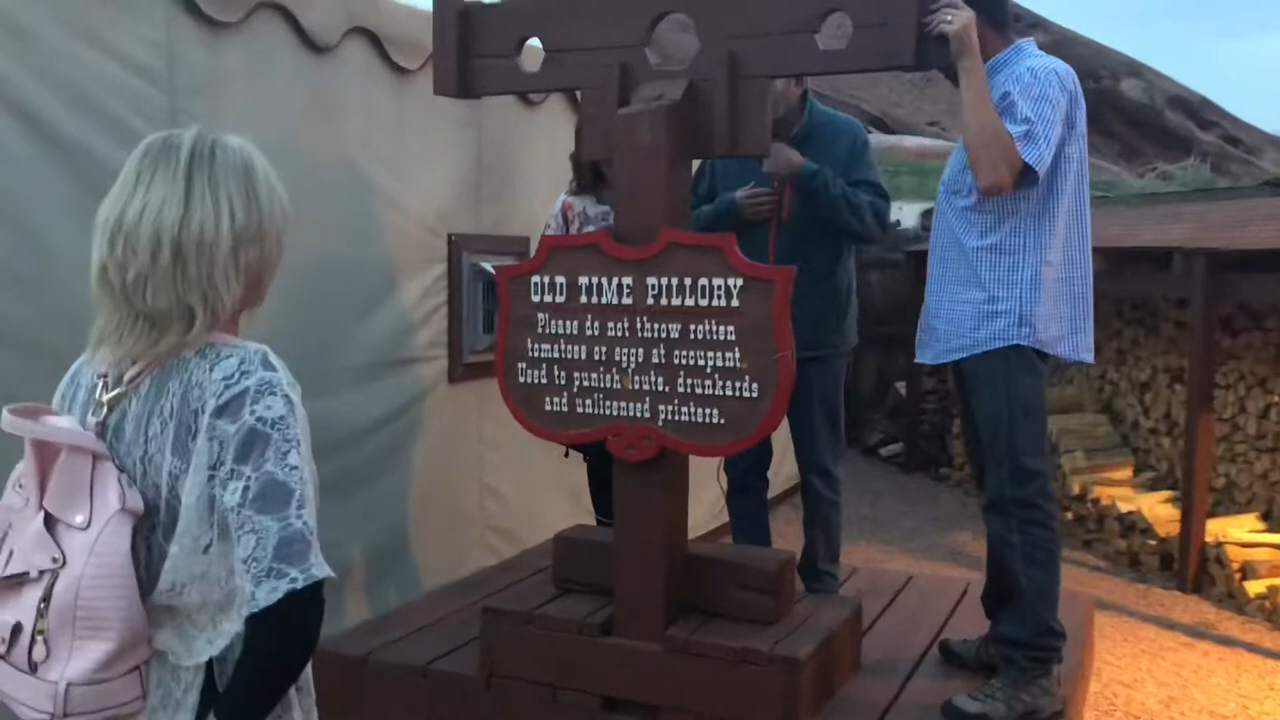 OLD TIME PILLORY
Please do not throw rotten
tomatoes or eggs at occupant.
Used to punish louts, drunkards
and unlicensed printers.